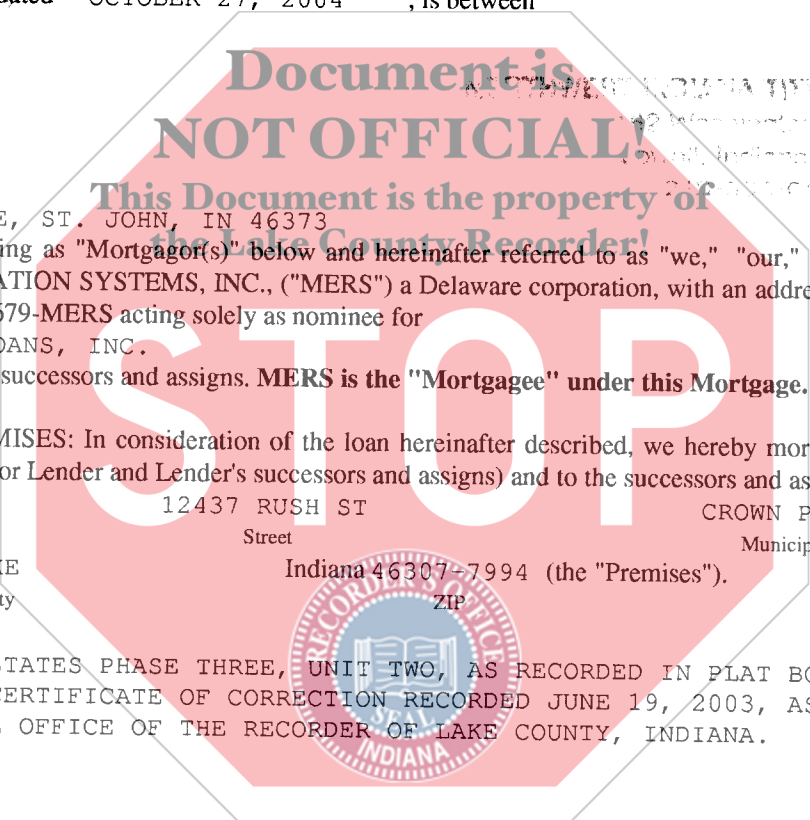 dated OCTOBER 27, 2004 , is between
Document is
NOT OFFICIAL!
This Document is the property of
the Lake County Recorder!
E, ST. JOHN, IN 46373
ing as "Mortgagor(s)" below and hereinafter referred to as "we," "our,"
ATION SYSTEMS, INC., ("MERS") a Delaware corporation, with an addre
679-MERS acting solely as nominee for
OANS, INC.
successors and assigns. MERS is the "Mortgagee" under this Mortgage.
STOP
MISES: In consideration of the loan hereinafter described, we hereby mor
or Lender and Lender's successors and assigns) and to the successors and as
12437 RUSH ST CROWN P
Street Municip
KE Indiana 46307-7994 (the "Premises").
ty ZIP
RECORDER'S OFFICE
SEAL
INDIANA
STATES PHASE THREE, UNIT TWO, AS RECORDED IN PLAT BO
CERTIFICATE OF CORRECTION RECORDED JUNE 19, 2003, AS
OFFICE OF THE RECORDER OF LAKE COUNTY, INDIANA.